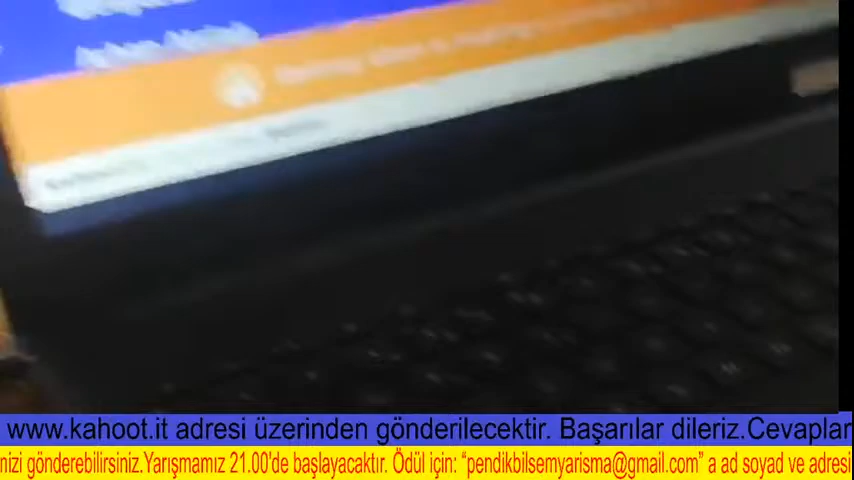 www.kahoot.it adresi üzerinden gönderilecektir. Başarılar dileriz.Cevaplar
nizi gönderebilirsiniz.Yarışmamız 21.00'de başlayacaktır. Ödül için: “pendikbilsemyarisma@gmail.com” a ad soyad ve adresi